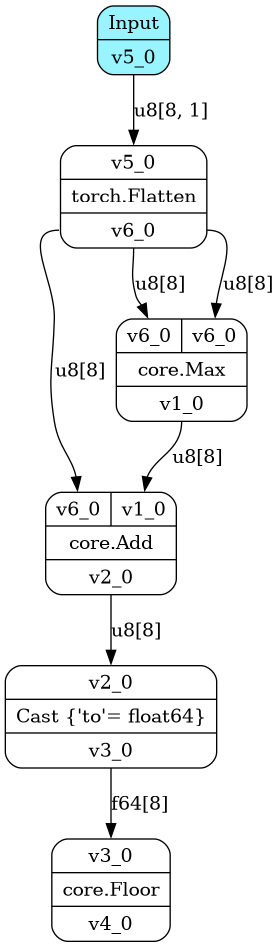 Input
v5_0
u8[8, 1]
v5_0
torch.Flatten
v6_0
u8[8] u8[8]
v6_0 v6_0
core.Max
v1_0
u8[8]
u8[8]
v6_0 v1_0
core.Add
v2_0
u8[8]
v2_0
Cast {'to'= float64}
v3_0
f64[8]
v3_0
core.Floor
v4_0